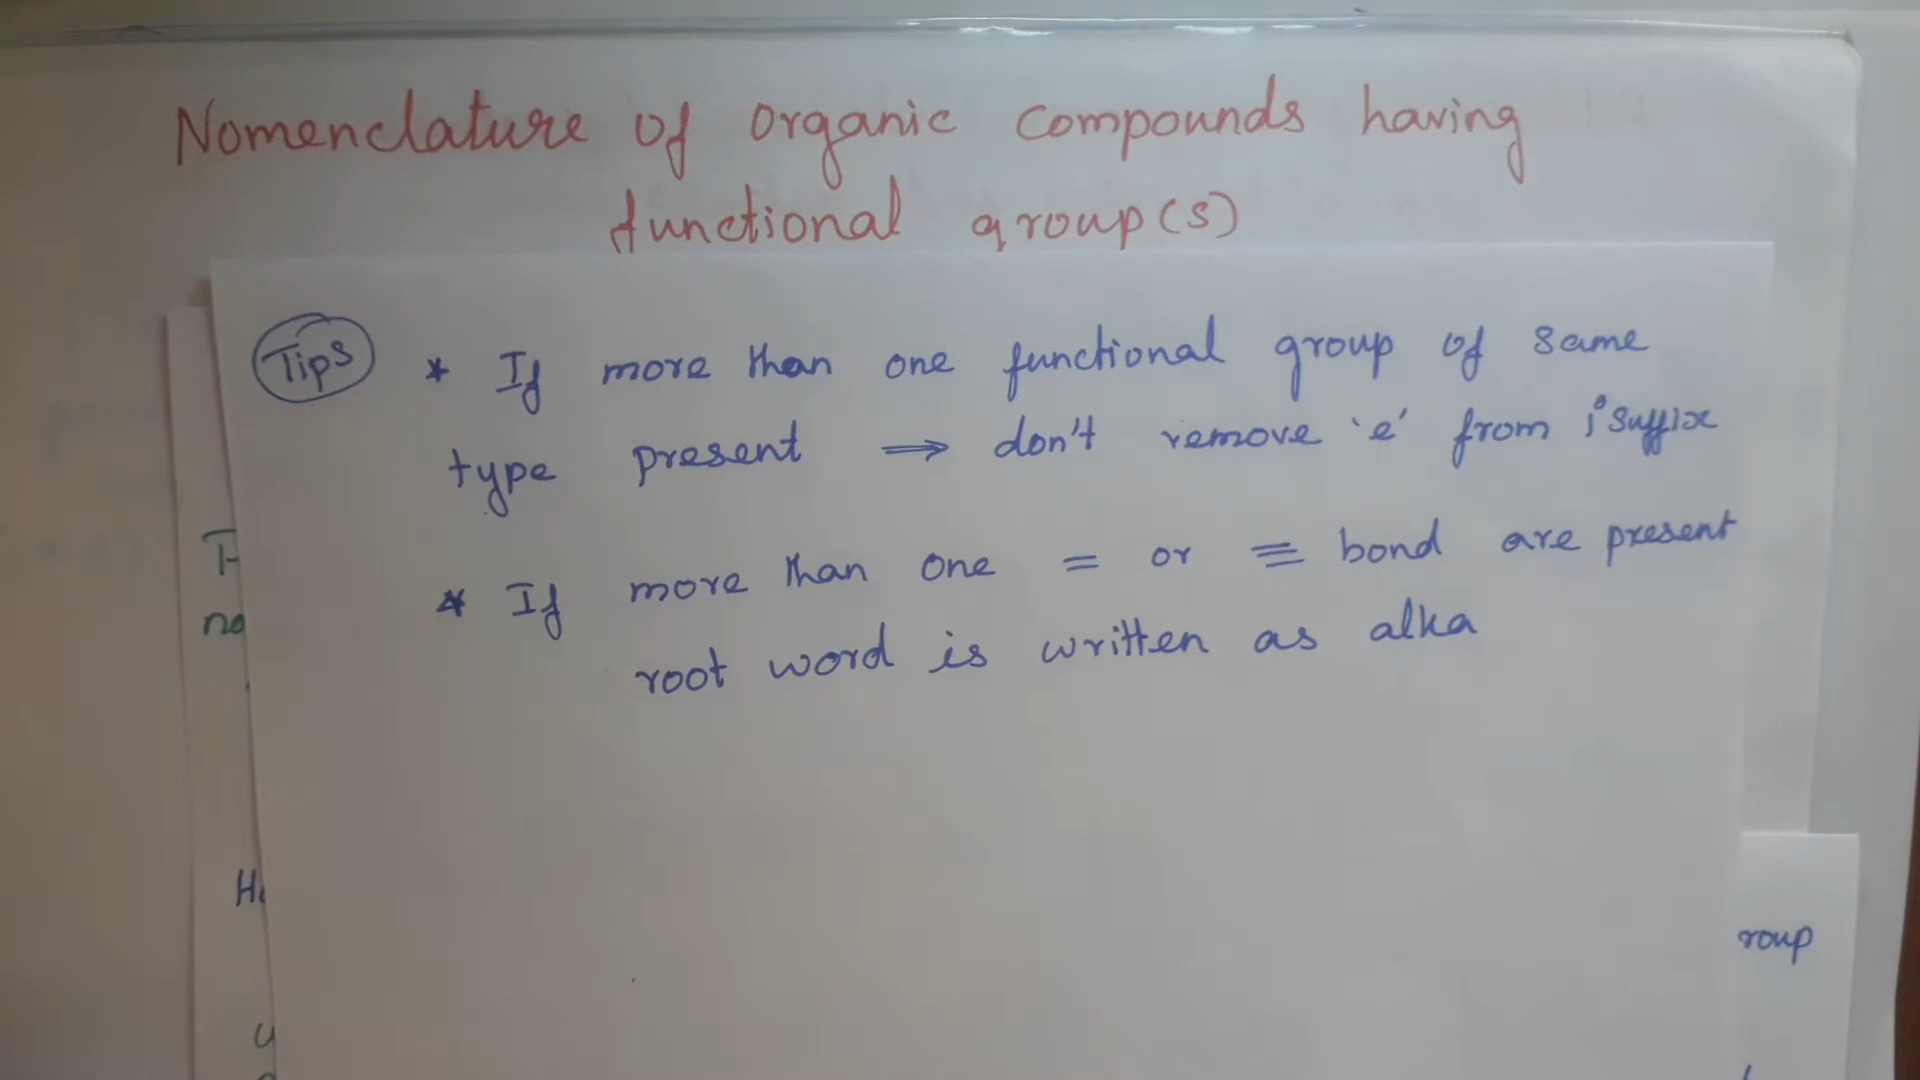 Nomenclature of organic compounds having
functional group(s)
Tips * If more than one functional group of same
type present ⟹ don't remove 'e' from 1° suffix
* If more than one = or ≡ bond are present
root word is written as alka
no
roup